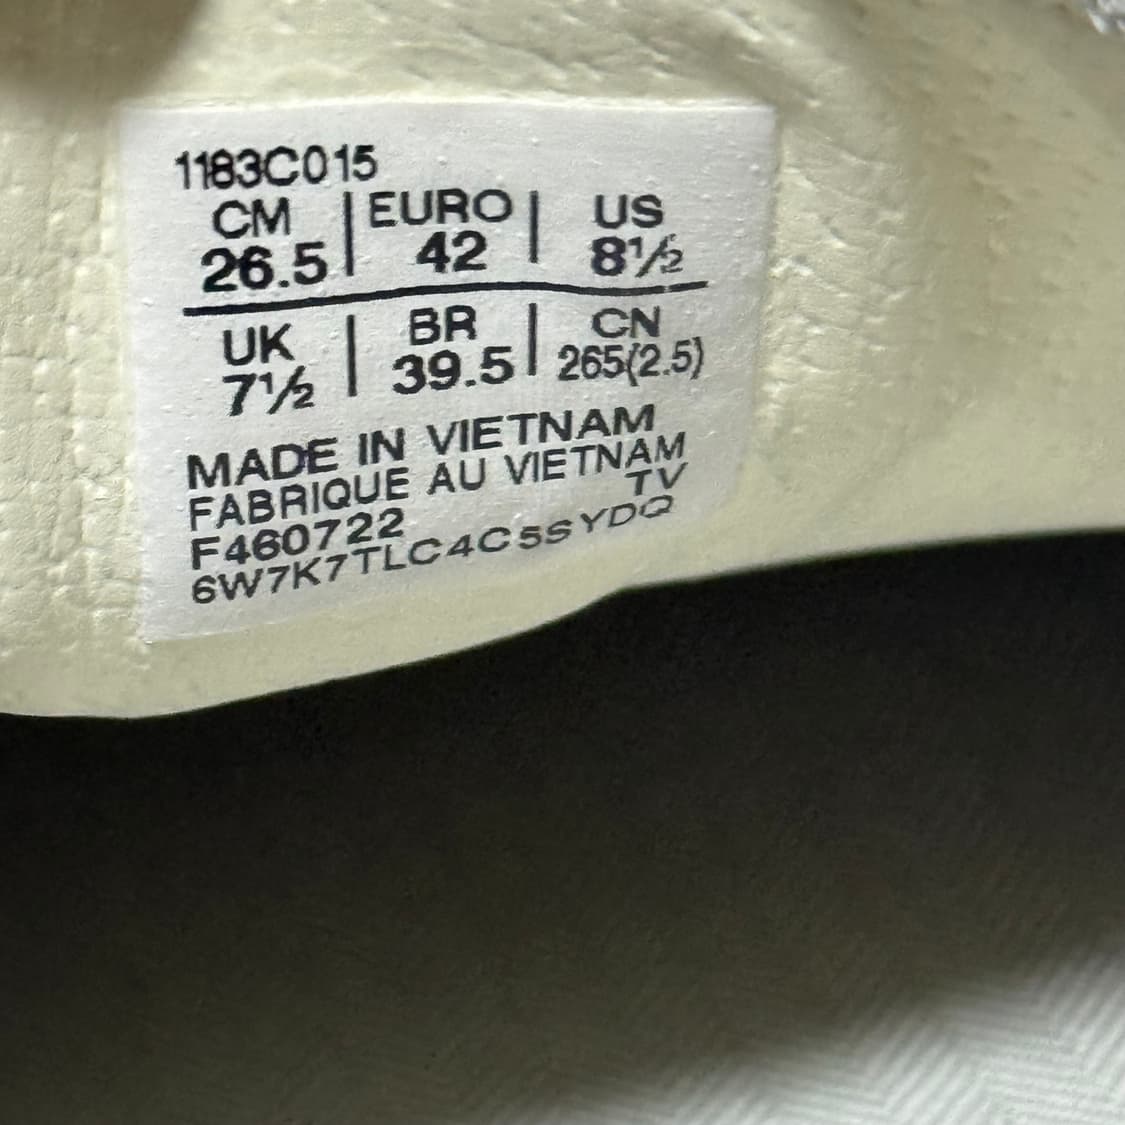 1183C015
CM | EURO | US
26.5 | 42 | 8½
UK | BR | CN
7½ | 39.5 | 265(2.5)
MADE IN VIETNAM
FABRIQUE AU VIETNAM
TV
F460722
6W7K7TLC4C5SYDQ